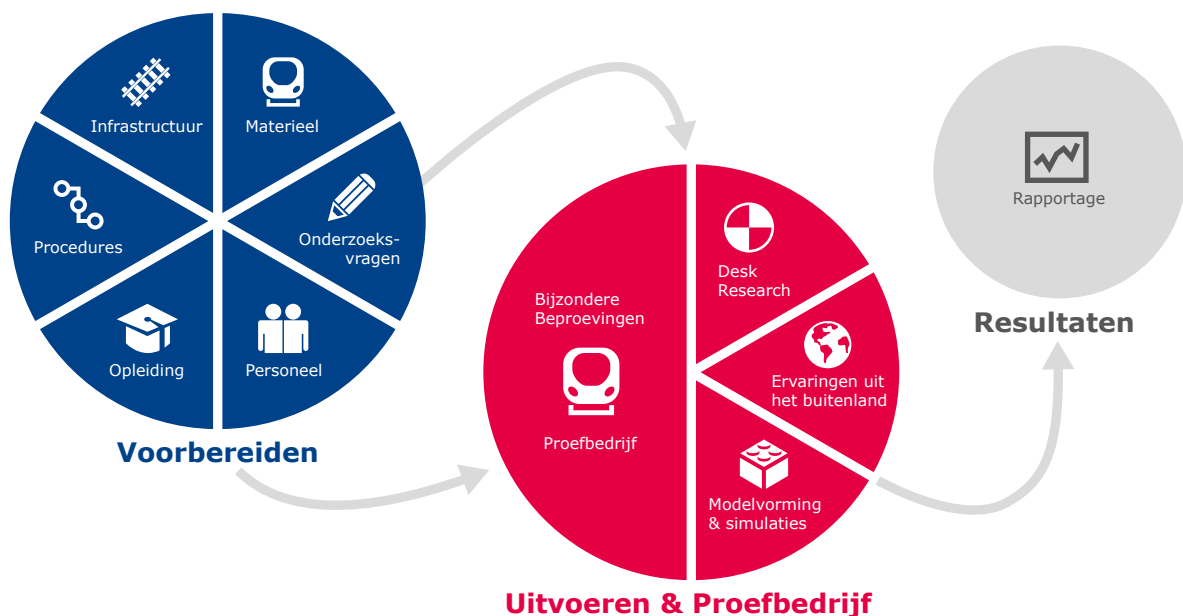 Infrastructuur
Materieel
Procedures
Onderzoeks-
vragen
Opleiding
Personeel
Voorbereiden
Bijzondere
Beproevingen
Proefbedrijf
Desk
Research
Ervaringen uit
het buitenland
Modelvorming
& simulaties
Uitvoeren & Proefbedrijf
Rapportage
Resultaten